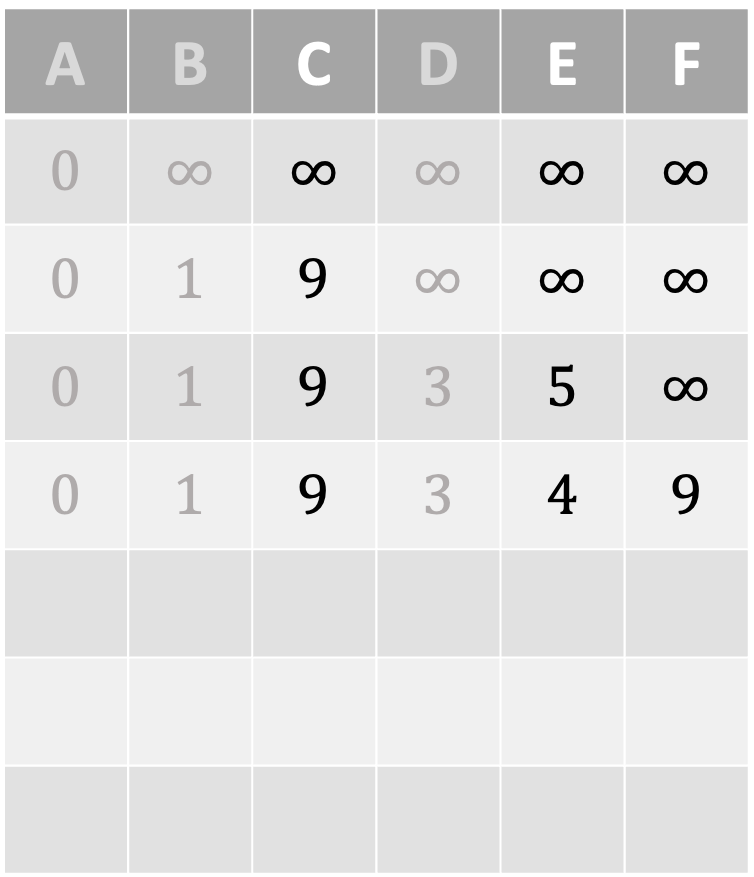 A B C D E F
0 ∞ ∞ ∞ ∞ ∞
0 1 9 ∞ ∞ ∞
0 1 9 3 5 ∞
0 1 9 3 4 9